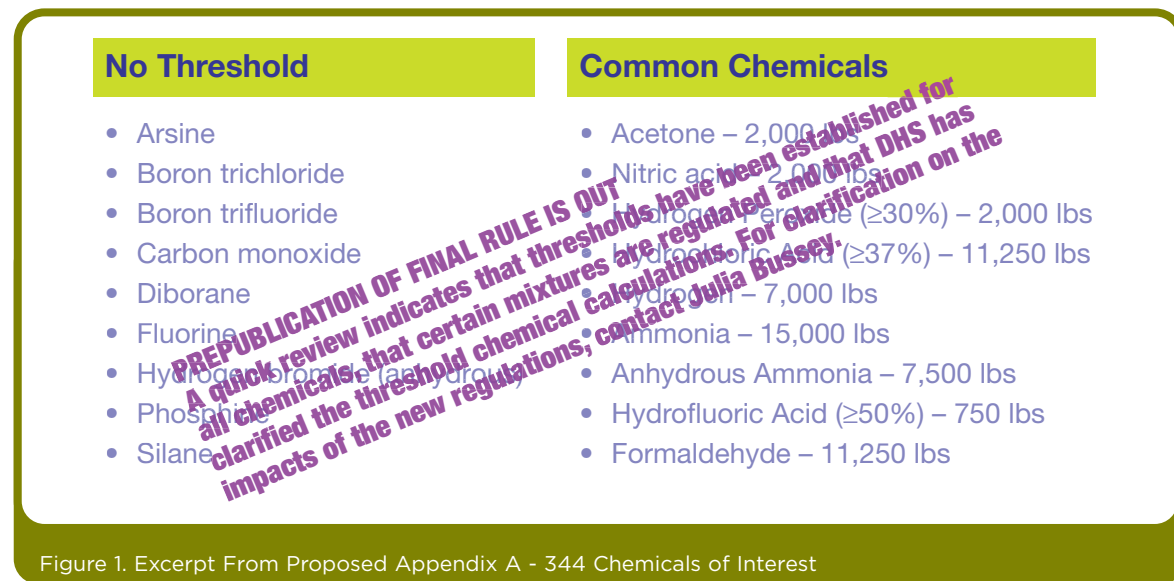 No Threshold
• Arsine
• Boron trichloride
• Boron trifluoride
• Carbon monoxide
• Diborane
• Fluorine
• Hydrogen bromide (anhydrous)
• Phosphine
• Silane
Common Chemicals
• Acetone – 2,000 lbs
• Nitric acid – 2,000 lbs
• Hydrogen Peroxide (≥30%) – 2,000 lbs
• Hydrochloric Acid (≥37%) – 11,250 lbs
• Hydrogen – 7,000 lbs
• Ammonia – 15,000 lbs
• Anhydrous Ammonia – 7,500 lbs
• Hydrofluoric Acid (≥50%) – 750 lbs
• Formaldehyde – 11,250 lbs
PREPUBLICATION OF FINAL RULE IS OUT
A quick review indicates that thresholds have been established for
all chemicals, that certain mixtures are regulated and that DHS has
clarified the threshold chemical calculations. For clarification on the
impacts of the new regulations, contact Julia Bussey.
Figure 1. Excerpt From Proposed Appendix A - 344 Chemicals of Interest